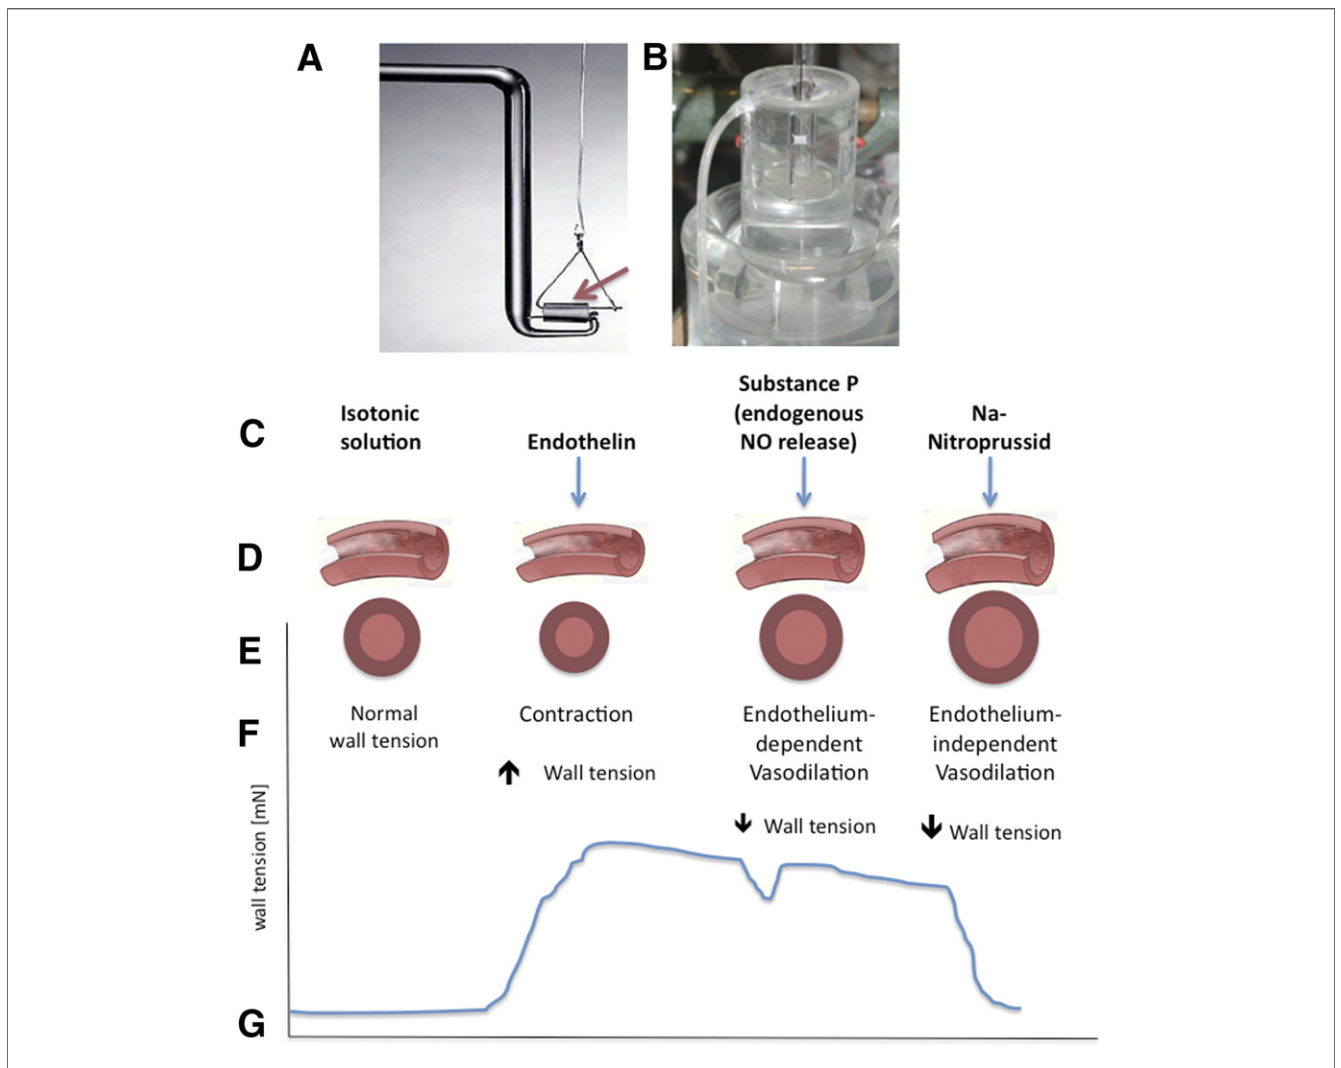 A
B
C
Isotonic
solution
Endothelin
Substance P
(endogenous
NO release)
Na-
Nitroprussid
D
E
F
Normal
wall tension
Contraction
Wall tension
Endothelium-
dependent
Vasodilation
Wall tension
Endothelium-
independent
Vasodilation
Wall tension
wall tension [mN]
G